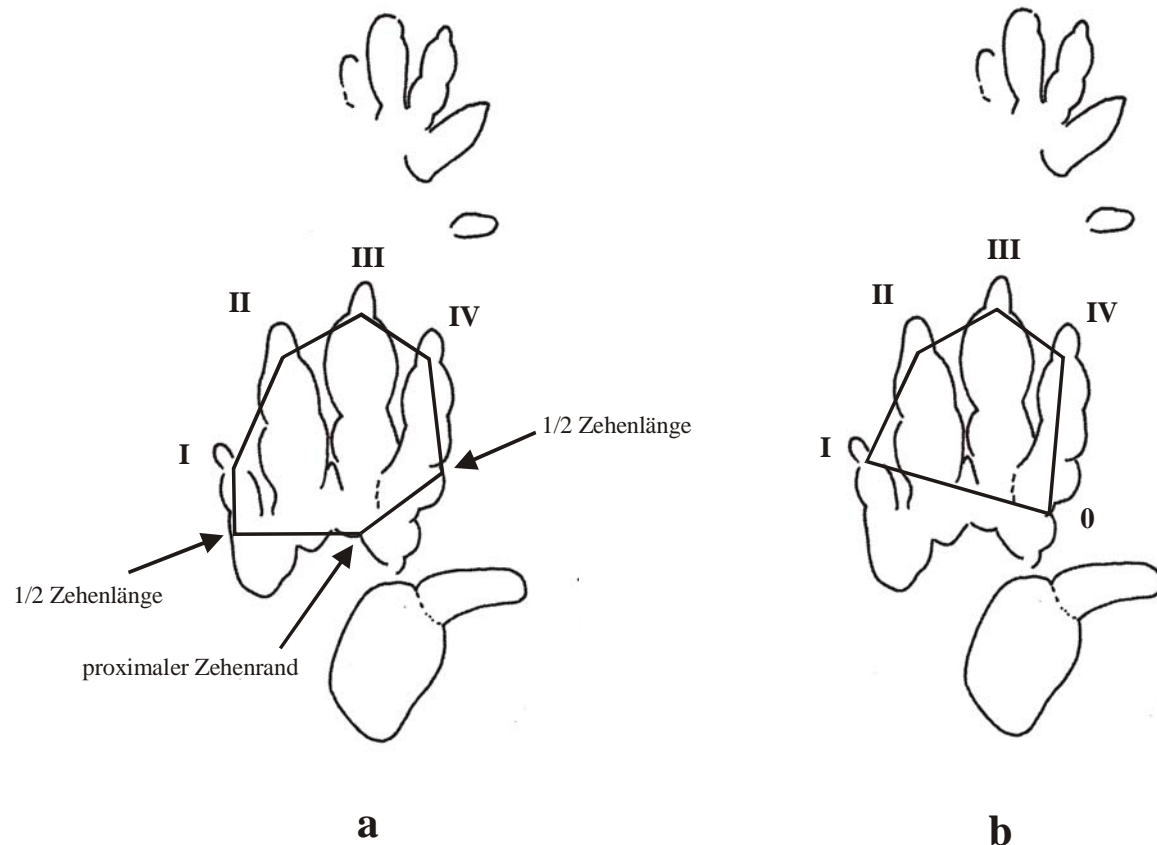 III
II
IV
1/2 Zehenlänge
I
1/2 Zehenlänge
proximaler Zehenrand
a
III
II
IV
I
0
b